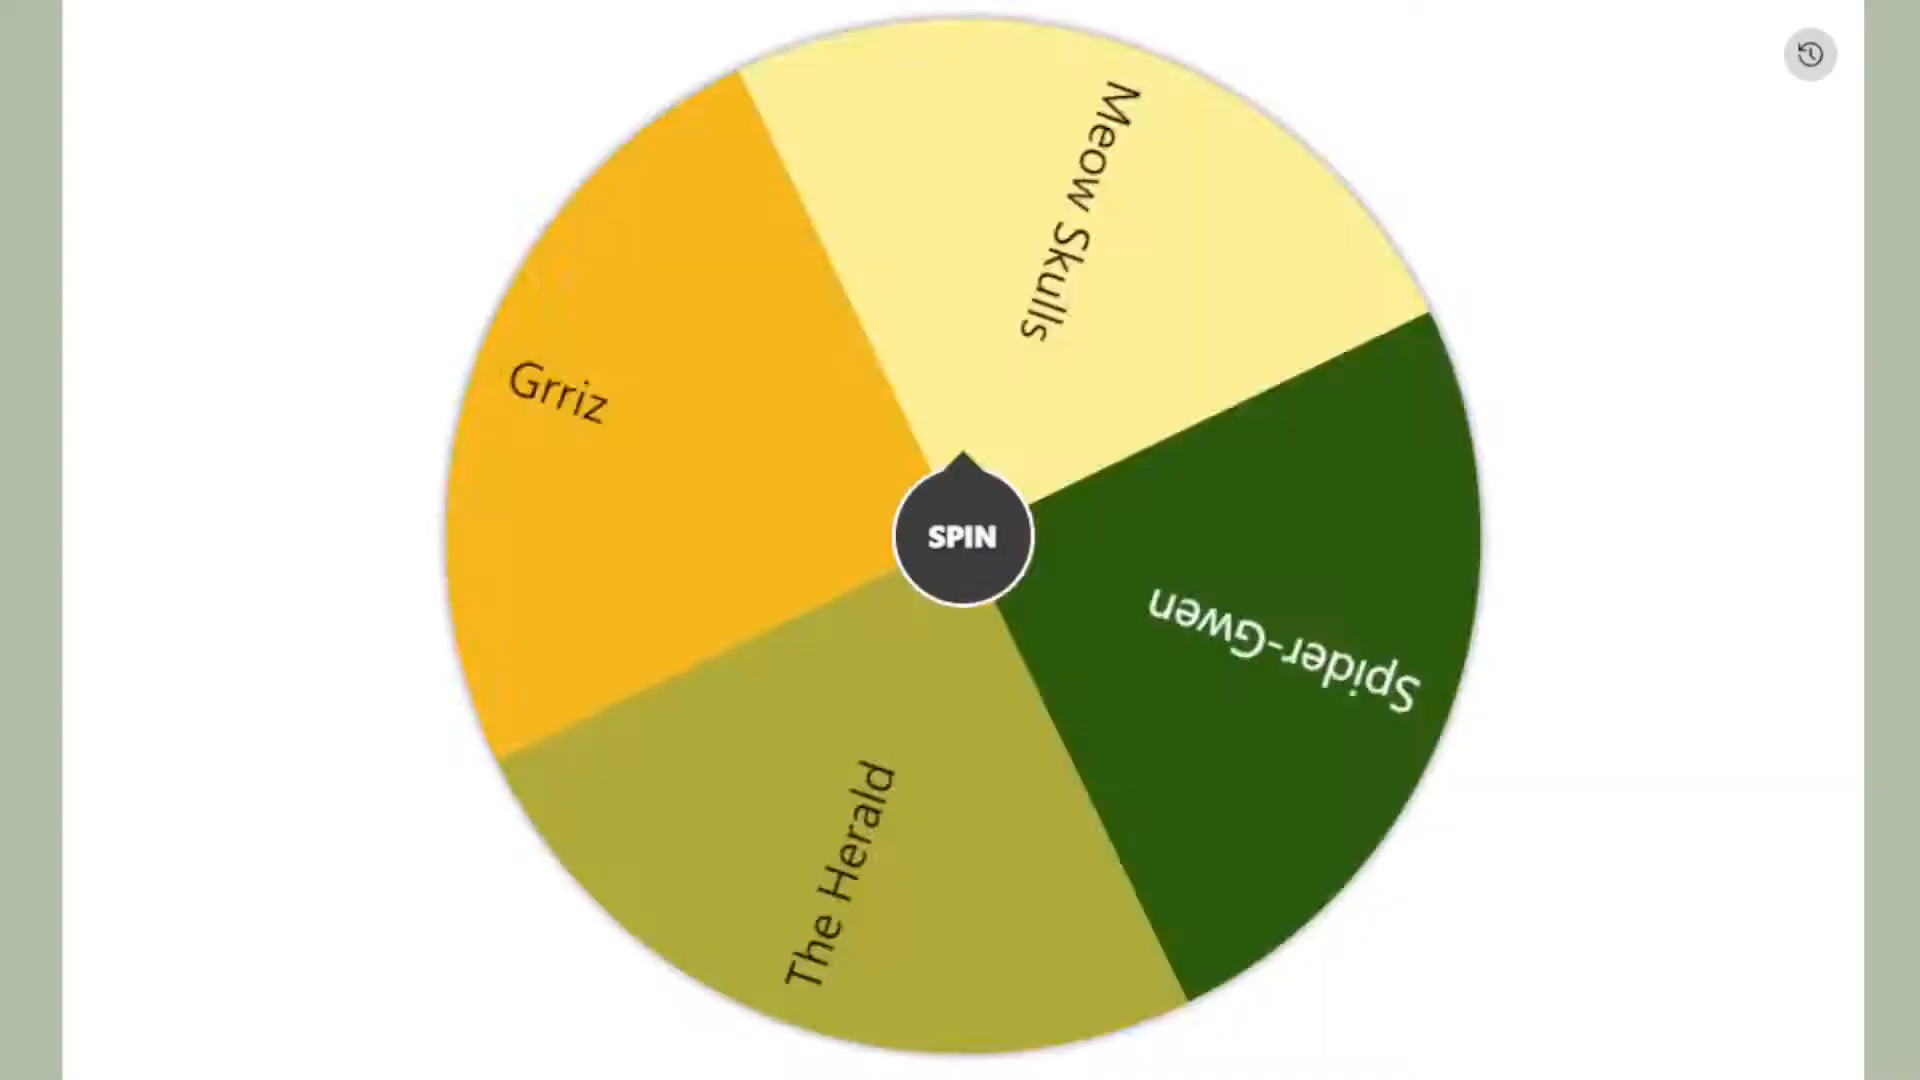 Meow Skulls
Grriz
SPIN
Spider-Gwen
The Herald